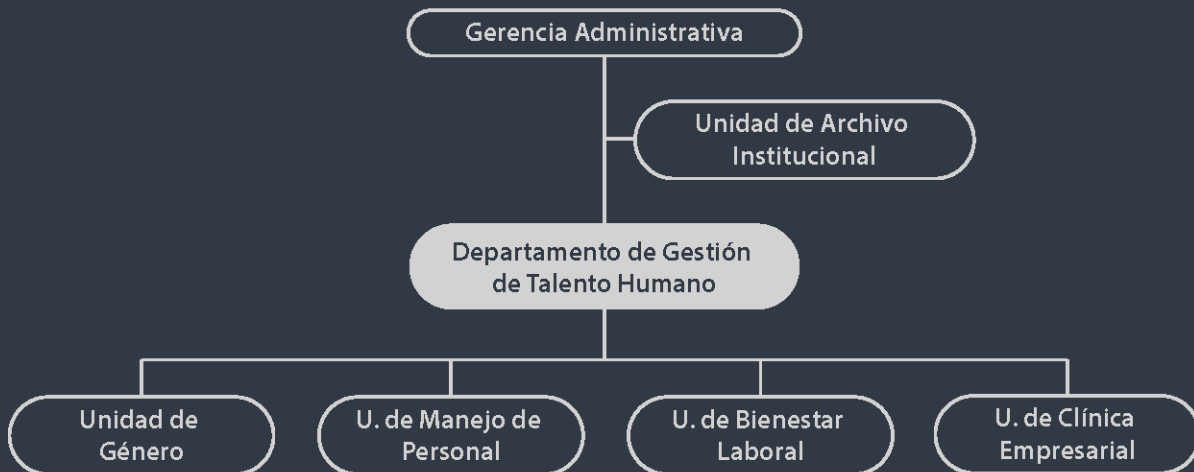 Gerencia Administrativa
Unidad de Archivo
Institucional
Departamento de Gestión
de Talento Humano
Unidad de
Género
U. de Manejo de
Personal
U. de Bienestar
Laboral
U. de Clínica
Empresarial